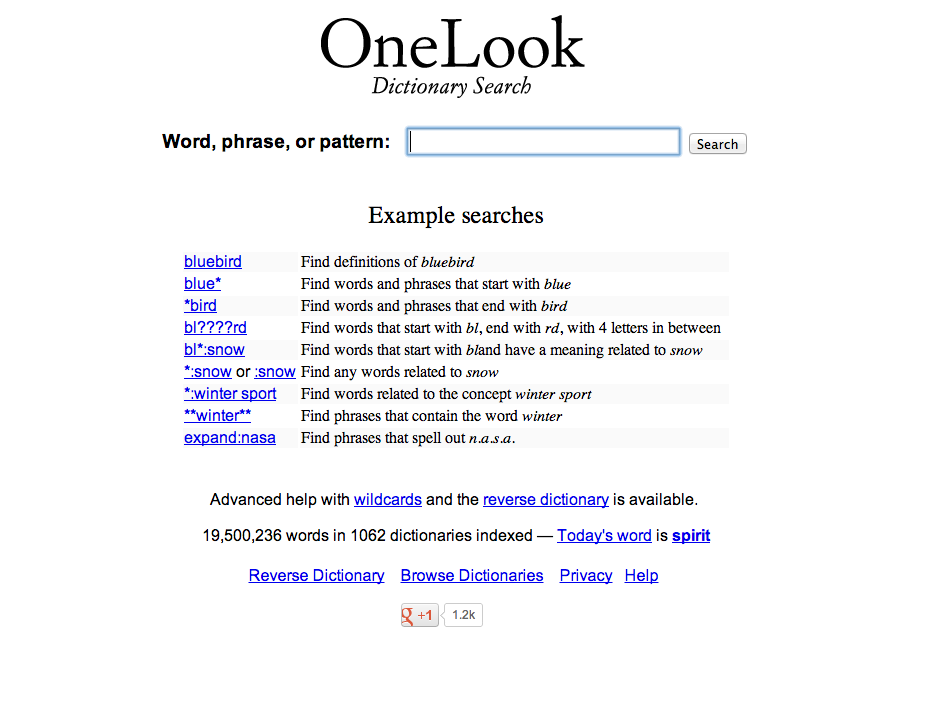 OneLook
Dictionary Search
Word, phrase, or pattern: Search
Example searches
bluebird Find definitions of bluebird
blue* Find words and phrases that start with blue
*bird Find words and phrases that end with bird
bl????rd Find words that start with bl, end with rd, with 4 letters in between
bl*:snow Find words that start with bland have a meaning related to snow
*:snow or :snow Find any words related to snow
*:winter sport Find words related to the concept winter sport
**winter** Find phrases that contain the word winter
expand:nasa Find phrases that spell out n.a.s.a.
Advanced help with wildcards and the reverse dictionary is available.
19,500,236 words in 1062 dictionaries indexed — Today's word is spirit
Reverse Dictionary Browse Dictionaries Privacy Help
g +1 1.2k